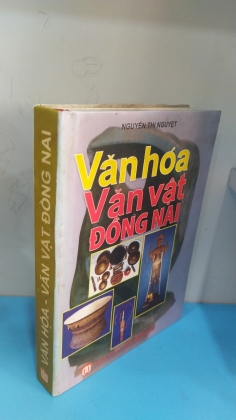 NGUYỄN THỊ NGUYỆT
Văn hóa
Văn vật
ĐỒNG NAI
VĂN HÓA - VĂN VẬT ĐỒNG NAI